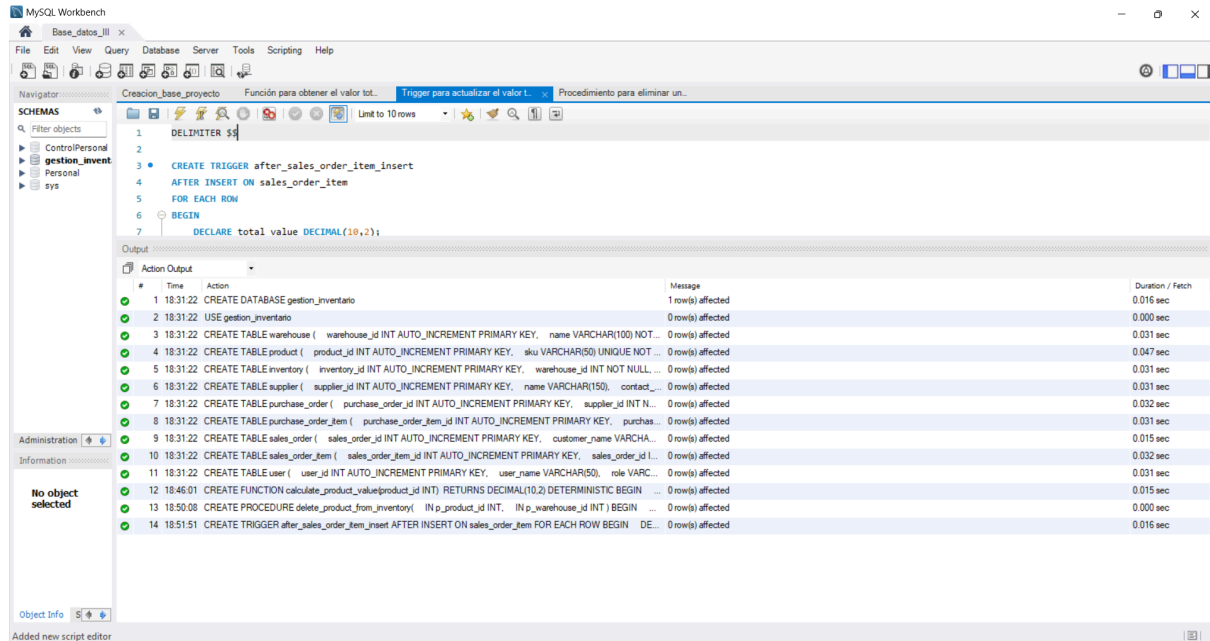 MySQL Workbench
Base_datos_III ×
File Edit View Query Database Server Tools Scripting Help
Navigator
Creacion_base_proyecto Función para obtener el valor tot... Trigger para actualizar el valor t... × Procedimiento para eliminar un...
SCHEMAS
Limit to 10 rows
Filter objects
ControlPersonal
gestion_invent
Personal
sys
1 DELIMITER $$
2
3 CREATE TRIGGER after_sales_order_item_insert
4 AFTER INSERT ON sales_order_item
5 FOR EACH ROW
6 BEGIN
7 DECLARE total_value DECIMAL(10,2);
Output
Action Output
# Time Action Message Duration / Fetch
1 18:31:22 CREATE DATABASE gestion_inventario 1 row(s) affected 0.016 sec
2 18:31:22 USE gestion_inventario 0 row(s) affected 0.000 sec
3 18:31:22 CREATE TABLE warehouse ( warehouse_id INT AUTO_INCREMENT PRIMARY KEY, name VARCHAR(100) NOT... 0 row(s) affected 0.031 sec
4 18:31:22 CREATE TABLE product ( product_id INT AUTO_INCREMENT PRIMARY KEY, sku VARCHAR(50) UNIQUE NOT ... 0 row(s) affected 0.047 sec
5 18:31:22 CREATE TABLE inventory ( inventory_id INT AUTO_INCREMENT PRIMARY KEY, warehouse_id INT NOT NULL, ... 0 row(s) affected 0.031 sec
6 18:31:22 CREATE TABLE supplier ( supplier_id INT AUTO_INCREMENT PRIMARY KEY, name VARCHAR(150), contact_... 0 row(s) affected 0.031 sec
7 18:31:22 CREATE TABLE purchase_order ( purchase_order_id INT AUTO_INCREMENT PRIMARY KEY, supplier_id INT N... 0 row(s) affected 0.032 sec
8 18:31:22 CREATE TABLE purchase_order_item ( purchase_order_item_id INT AUTO_INCREMENT PRIMARY KEY, purchas... 0 row(s) affected 0.031 sec
9 18:31:22 CREATE TABLE sales_order ( sales_order_id INT AUTO_INCREMENT PRIMARY KEY, customer_name VARCHA... 0 row(s) affected 0.015 sec
10 18:31:22 CREATE TABLE sales_order_item ( sales_order_item_id INT AUTO_INCREMENT PRIMARY KEY, sales_order_id I... 0 row(s) affected 0.032 sec
11 18:31:22 CREATE TABLE user ( user_id INT AUTO_INCREMENT PRIMARY KEY, user_name VARCHAR(50), role VARC... 0 row(s) affected 0.031 sec
12 18:46:01 CREATE FUNCTION calculate_product_value(product_id INT) RETURNS DECIMAL(10,2) DETERMINISTIC BEGIN ... 0 row(s) affected 0.015 sec
13 18:50:08 CREATE PROCEDURE delete_product_from_inventory( IN p_product_id INT, IN p_warehouse_id INT ) BEGIN ... 0 row(s) affected 0.000 sec
14 18:51:51 CREATE TRIGGER after_sales_order_item_insert AFTER INSERT ON sales_order_item FOR EACH ROW BEGIN DE... 0 row(s) affected 0.016 sec
Administration
Information
No object
selected
Object Info S
Added new script editor